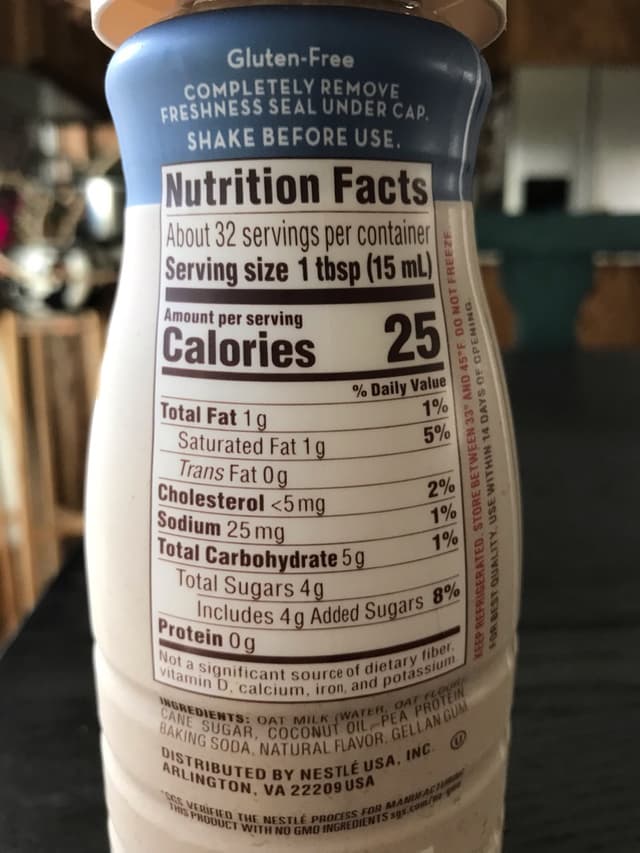 Gluten-Free
COMPLETELY REMOVE
FRESHNESS SEAL UNDER CAP.
SHAKE BEFORE USE.
Nutrition Facts
About 32 servings per container
Serving size 1 tbsp (15 mL)
Amount per serving
Calories 25
% Daily Value
Total Fat 1g 1%
Saturated Fat 1g 5%
Trans Fat 0g
Cholesterol <5mg 2%
Sodium 25mg 1%
Total Carbohydrate 5g 1%
Total Sugars 4g
Includes 4g Added Sugars 8%
Protein 0g
Not a significant source of dietary fiber,
vitamin D, calcium, iron, and potassium
INGREDIENTS: OAT MILK (WATER, OAT FLOUR)
CANE SUGAR, COCONUT OIL, PEA PROTEIN
BAKING SODA, NATURAL FLAVOR, GELLAN GUM
DISTRIBUTED BY NESTLÉ USA, INC.
ARLINGTON, VA 22209 USA
*SGS VERIFIED THE NESTLÉ PROCESS FOR MANUFACTURING
THIS PRODUCT WITH NO GMO INGREDIENTS
KEEP REFRIGERATED. STORE BETWEEN 33° AND 45°F. DO NOT FREEZE.
FOR BEST QUALITY, USE WITHIN 14 DAYS OF OPENING.